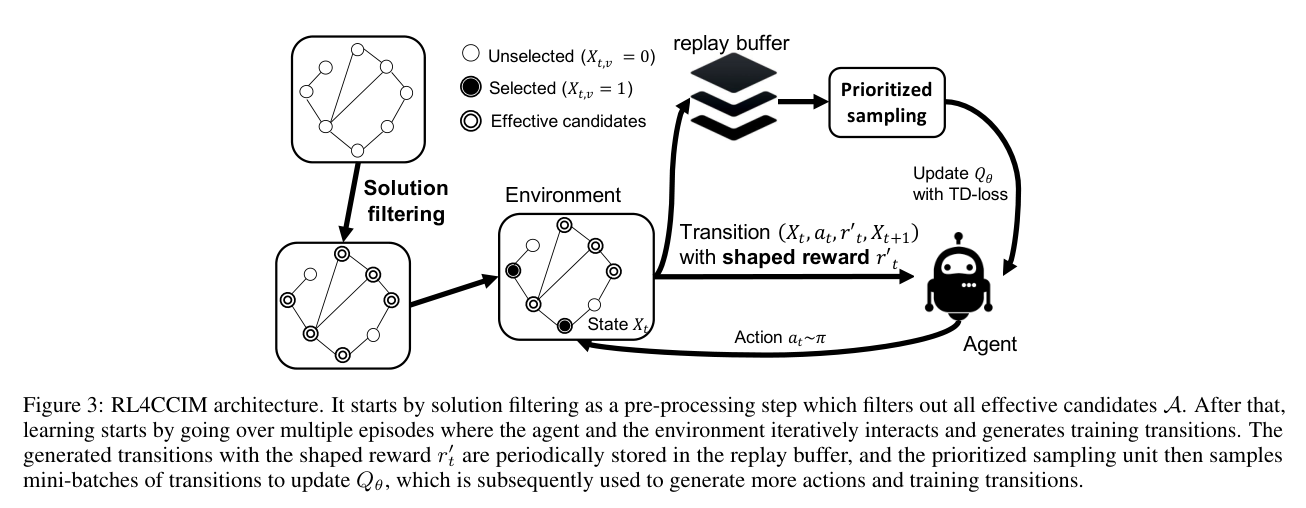 Unselected (X_{t,v} = 0)
Selected (X_{t,v} = 1)
Effective candidates
replay buffer
Prioritized
sampling
Solution
filtering
Environment
Update Q_θ
with TD-loss
Transition (X_t, a_t, r'_t, X_{t+1})
with shaped reward r'_t
State X_t
Action a_t~π
Agent
Figure 3: RL4CCIM architecture. It starts by solution filtering as a pre-processing step which filters out all effective candidates 𝒜. After that,
learning starts by going over multiple episodes where the agent and the environment iteratively interacts and generates training transitions. The
generated transitions with the shaped reward r'_t are periodically stored in the replay buffer, and the prioritized sampling unit then samples
mini-batches of transitions to update Q_θ, which is subsequently used to generate more actions and training transitions.